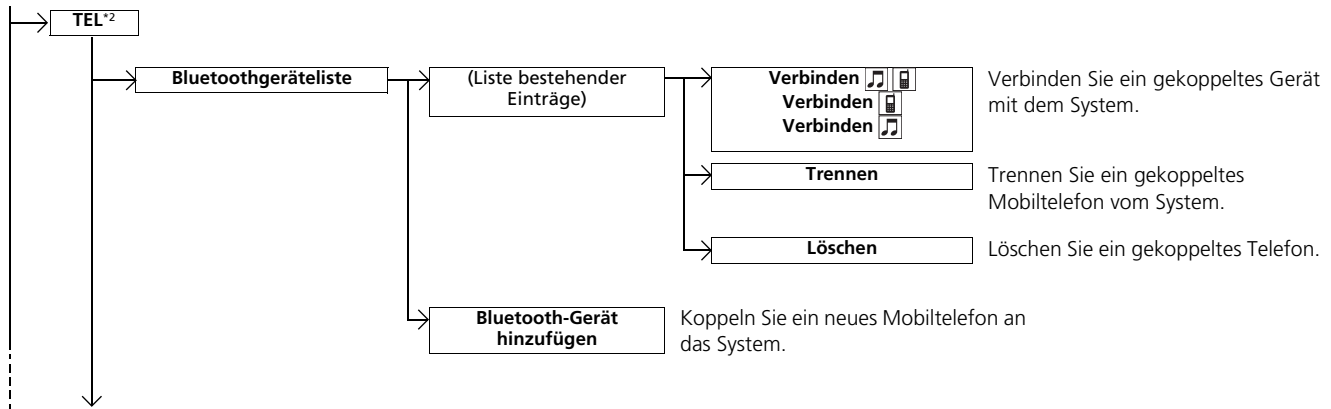 TEL*2
Bluetoothgeräteliste
(Liste bestehender
Einträge)
Verbinden
Verbinden
Verbinden
Verbinden Sie ein gekoppeltes Gerät
mit dem System.
Trennen
Trennen Sie ein gekoppeltes
Mobiltelefon vom System.
Löschen
Löschen Sie ein gekoppeltes Telefon.
Bluetooth-Gerät
hinzufügen
Koppeln Sie ein neues Mobiltelefon an
das System.